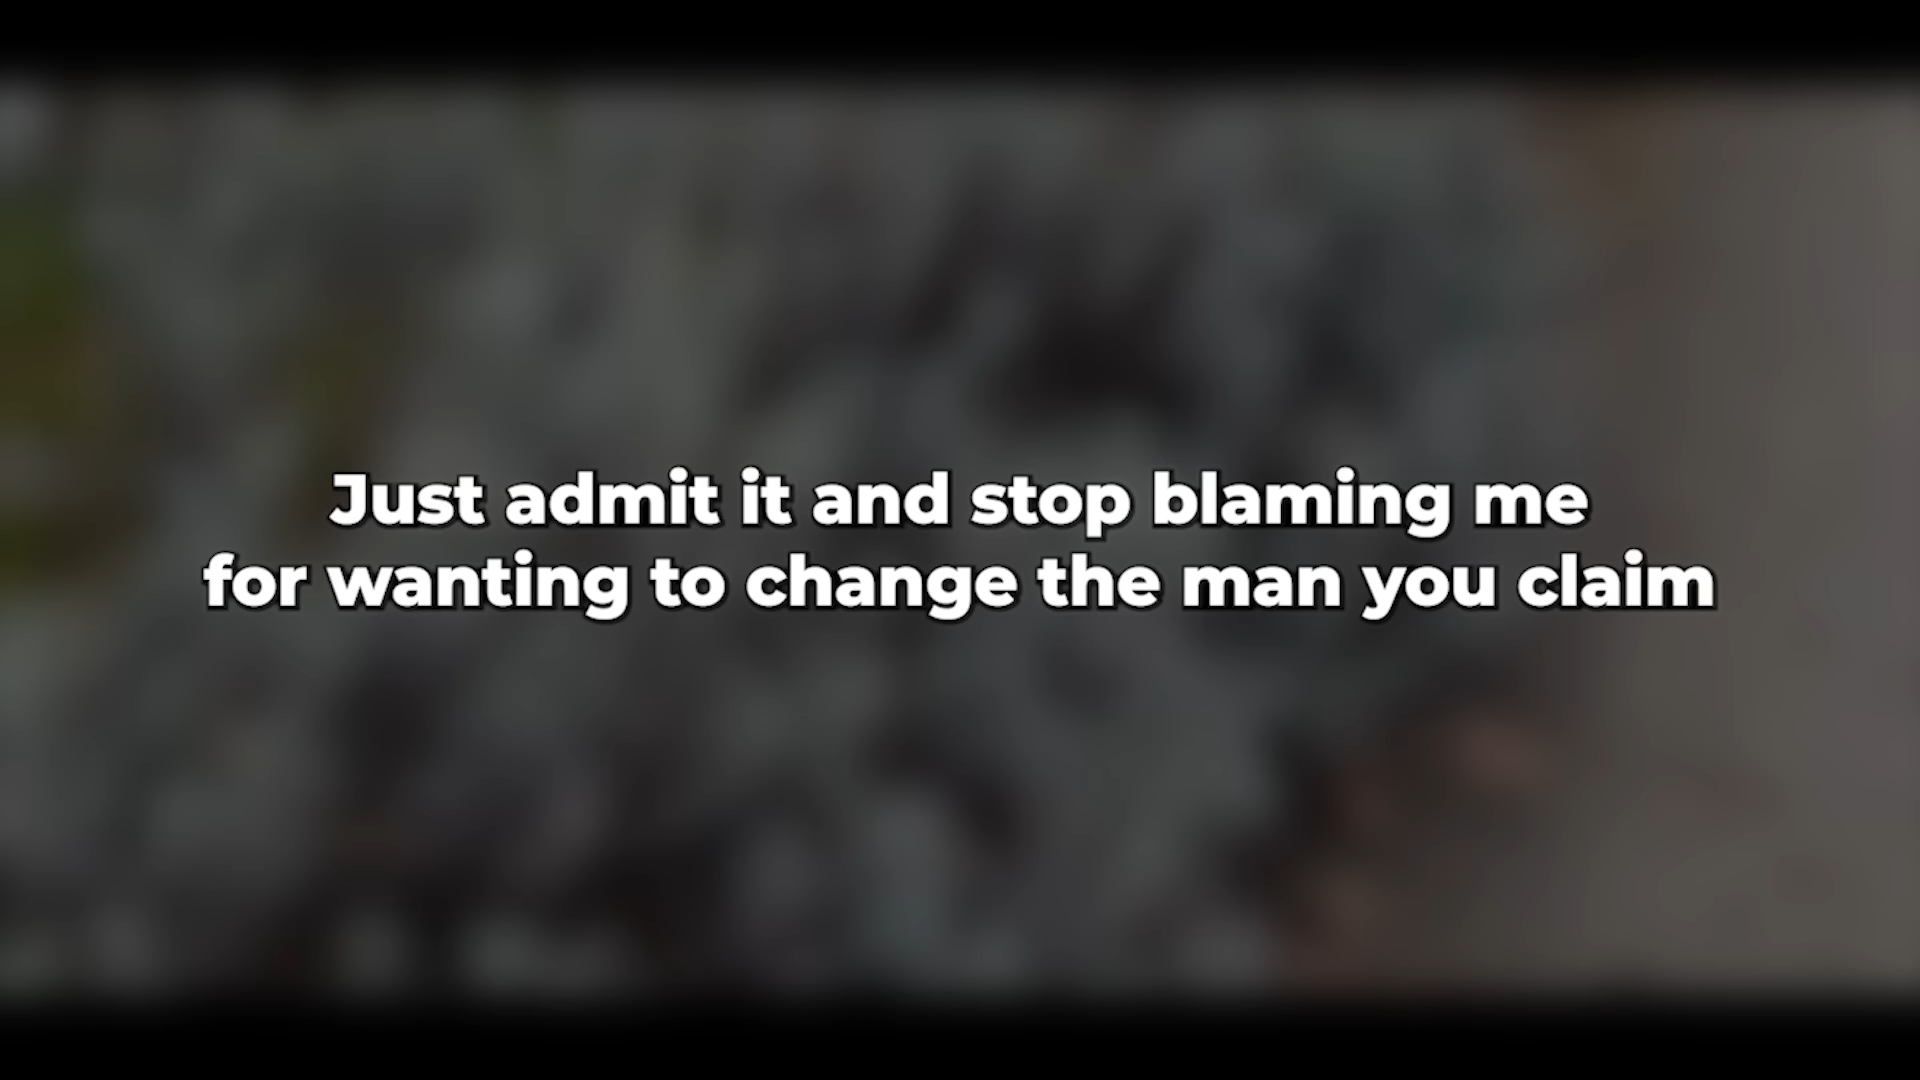 Just admit it and stop blaming me
for wanting to change the man you claim